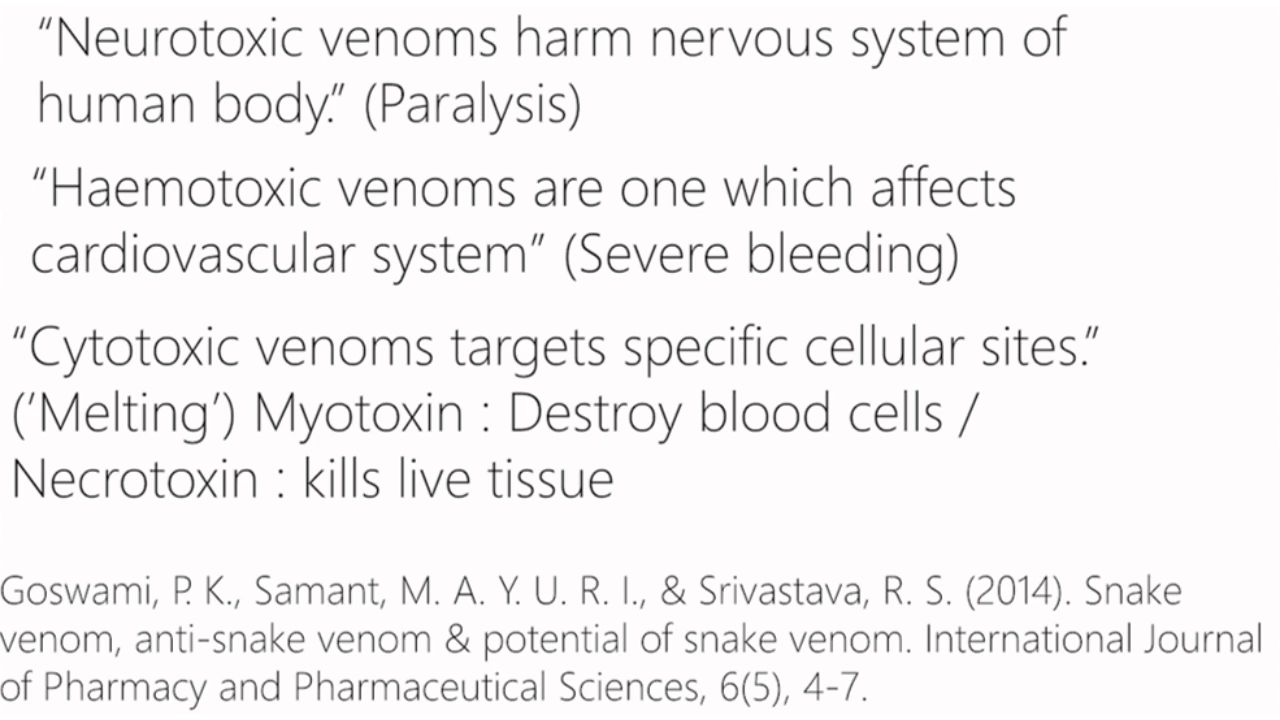 “Neurotoxic venoms harm nervous system of
human body.” (Paralysis)
“Haemotoxic venoms are one which affects
cardiovascular system” (Severe bleeding)
“Cytotoxic venoms targets specific cellular sites.”
(‘Melting’) Myotoxin : Destroy blood cells /
Necrotoxin : kills live tissue
Goswami, P. K., Samant, M. A. Y. U. R. I., & Srivastava, R. S. (2014). Snake
venom, anti-snake venom & potential of snake venom. International Journal
of Pharmacy and Pharmaceutical Sciences, 6(5), 4-7.